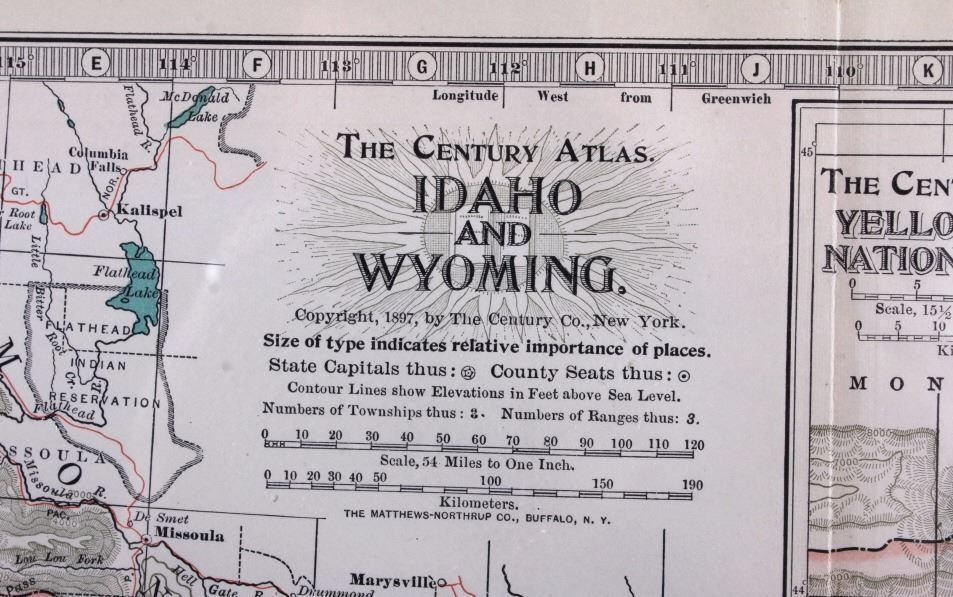 115° E 114° F 113° G 112° H 111° J 110° K
Longitude West from Greenwich
McDonald
Lake
Flathead R.
Columbia
Falls
HEAD
GT.
NOR.
Kalispel
Root
Lake
Little Bitter Root Cr.
Flathead
Lake
FLATHEAD
INDIAN
RESERVATION
Flathead
M
SSOULA
O
Missoula R.
PAC.
De Smet
Missoula
Lou Lou Fork
Pass
Hell
Gate R.
Drummond
Marysville
THE CENTURY ATLAS.
IDAHO
AND
WYOMING.
Copyright, 1897, by The Century Co., New York.
Size of type indicates relative importance of places.
State Capitals thus: County Seats thus:
Contour Lines show Elevations in Feet above Sea Level.
Numbers of Townships thus: 3. Numbers of Ranges thus: 3.
0 10 20 30 40 50 60 70 80 90 100 110 120
Scale, 54 Miles to One Inch.
0 10 20 30 40 50 100 150 190
Kilometers.
THE MATTHEWS-NORTHRUP CO., BUFFALO, N. Y.
45
THE CEN
YELLO
NATION
0 5
Scale, 15½
0 5 10
Ki
MON
8000
7000
7000
44